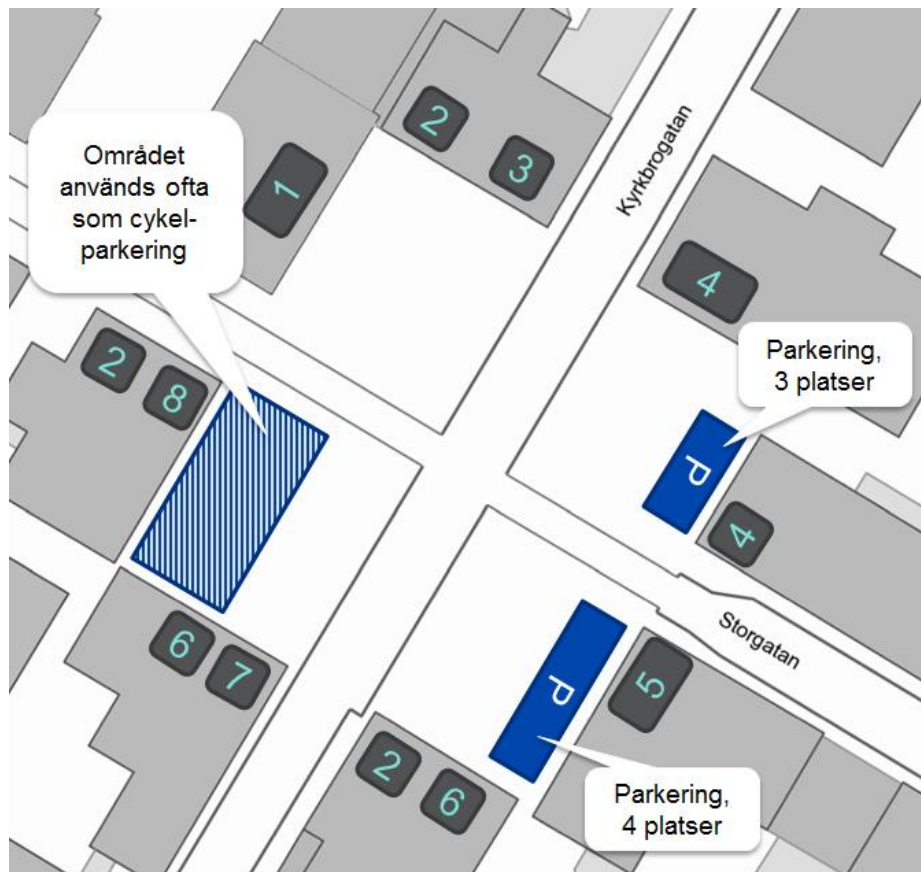 2
3
Området
används ofta
som cykel-
parkering
1
Kyrkbrogatan
4
2
8
Parkering,
3 platser
P
4
6
7
Storgatan
P
5
2
6
Parkering,
4 platser